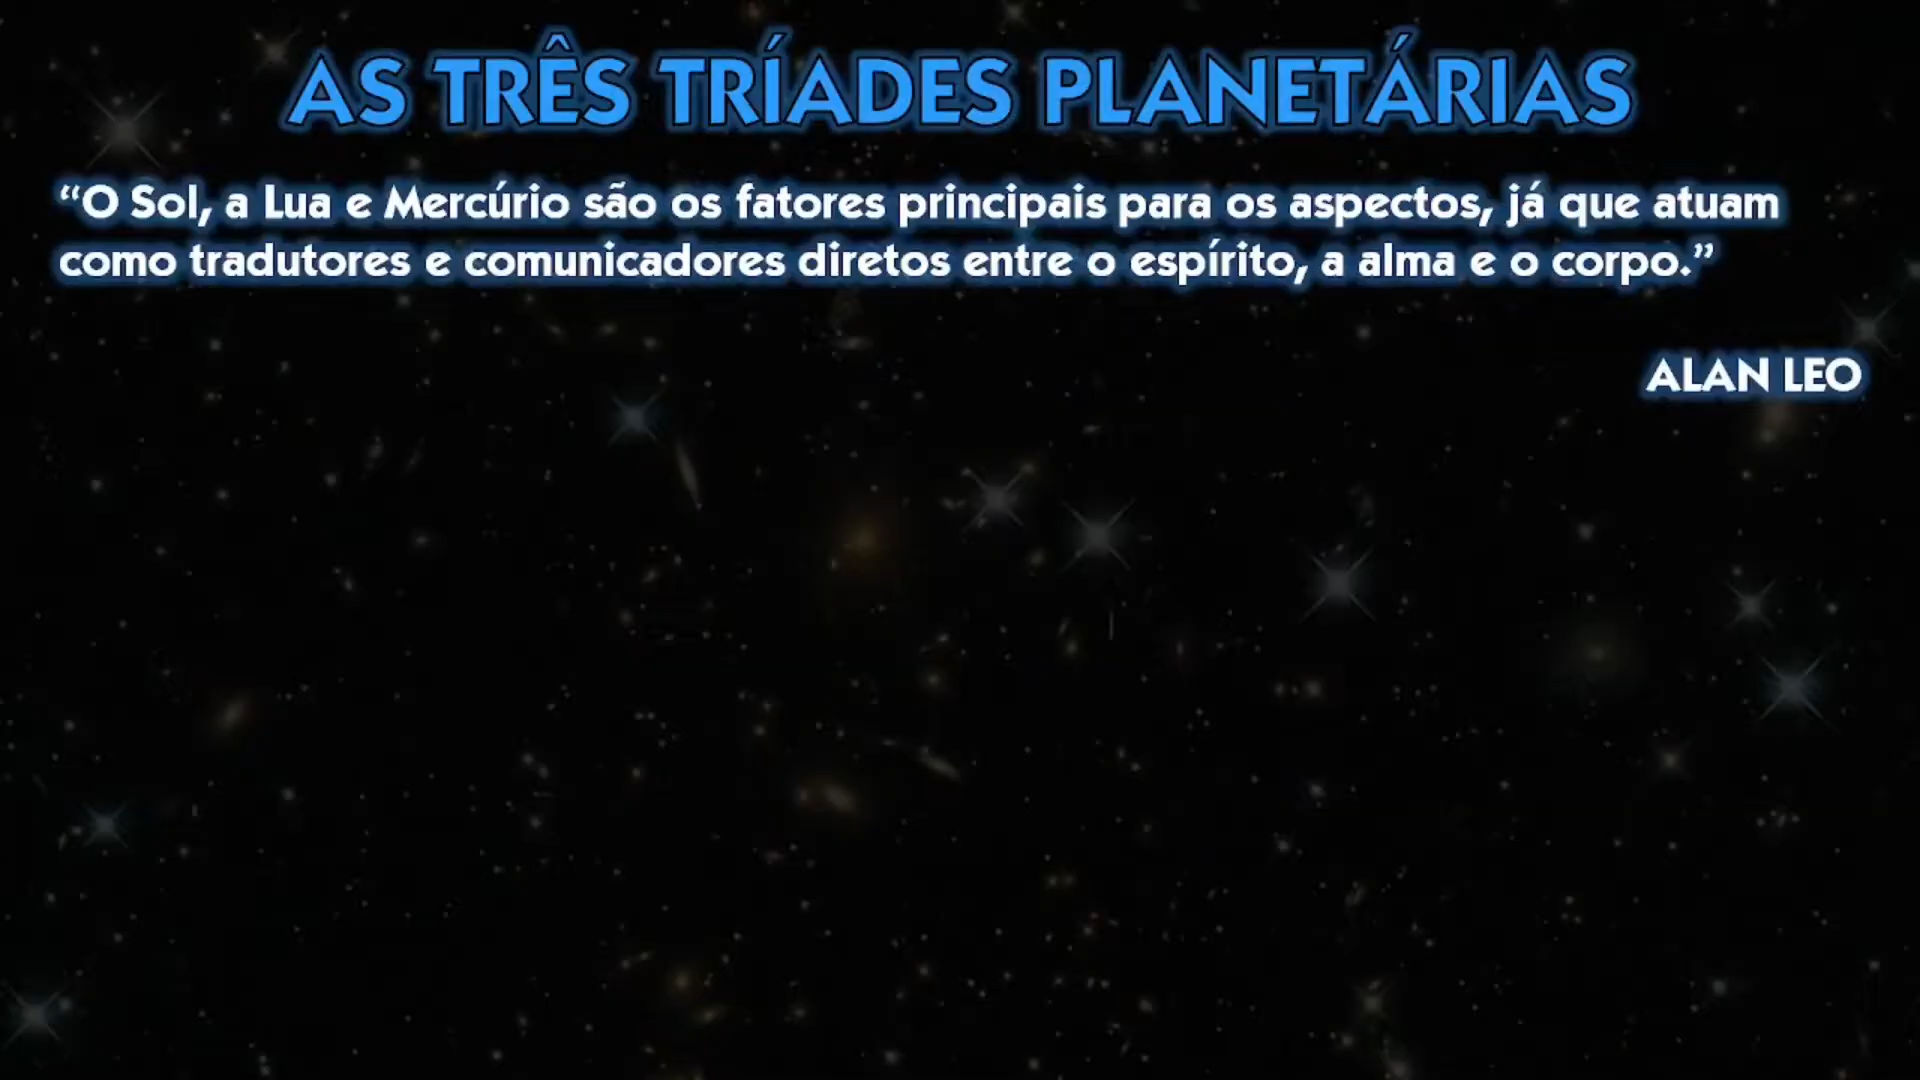 AS TRÊS TRÍADES PLANETÁRIAS
“O Sol, a Lua e Mercúrio são os fatores principais para os aspectos, já que atuam
como tradutores e comunicadores diretos entre o espírito, a alma e o corpo.”
ALAN LEO